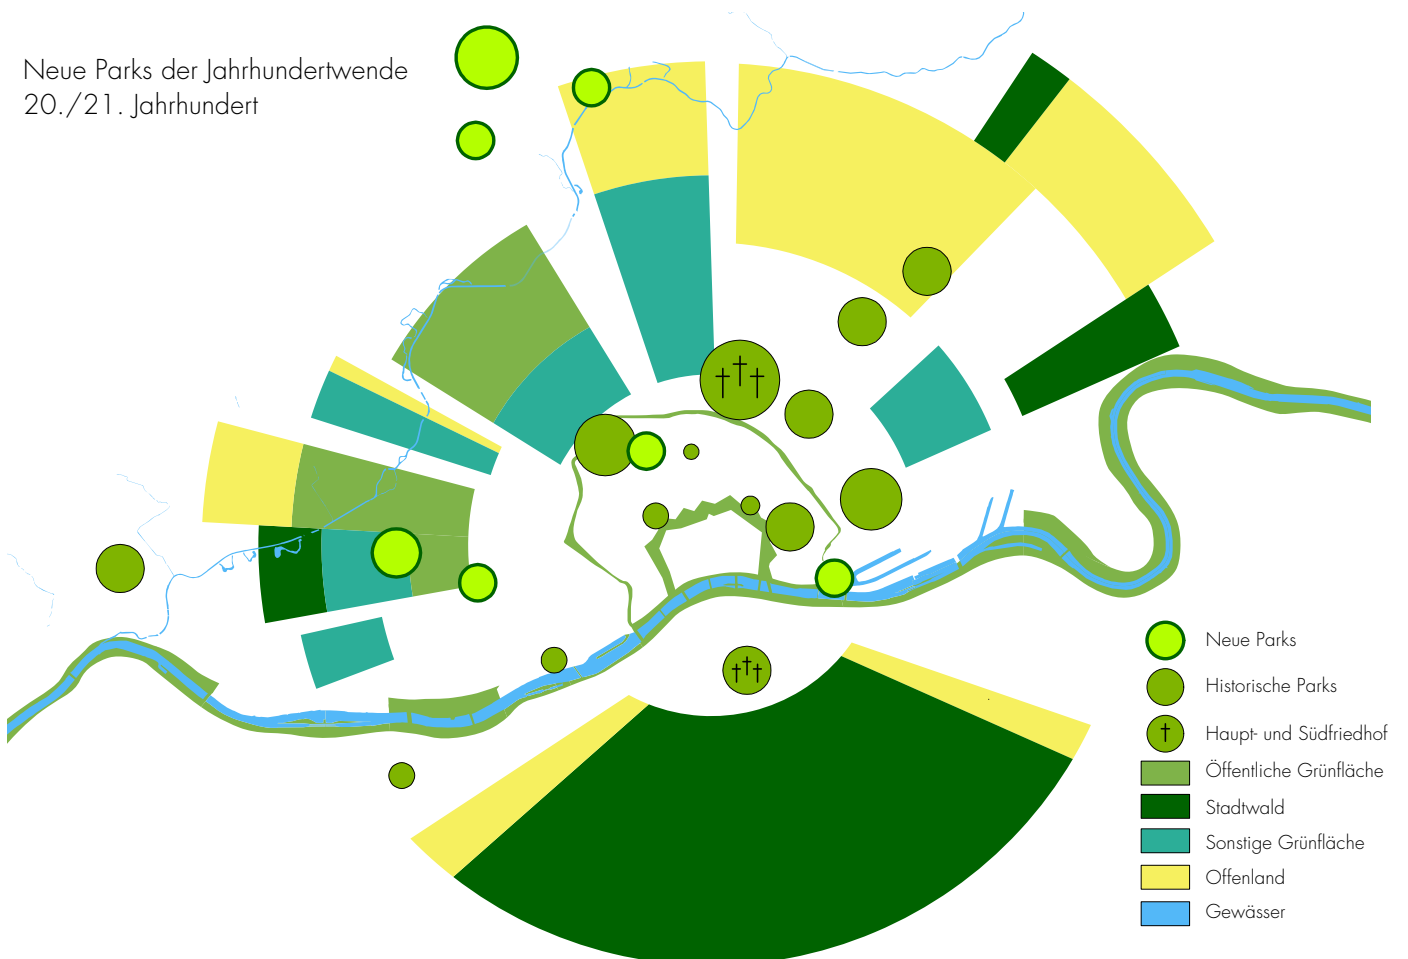 Neue Parks der Jahrhundertwende
20./21. Jahrhundert
Neue Parks
Historische Parks
Haupt- und Südfriedhof
Öffentliche Grünfläche
Stadtwald
Sonstige Grünfläche
Offenland
Gewässer